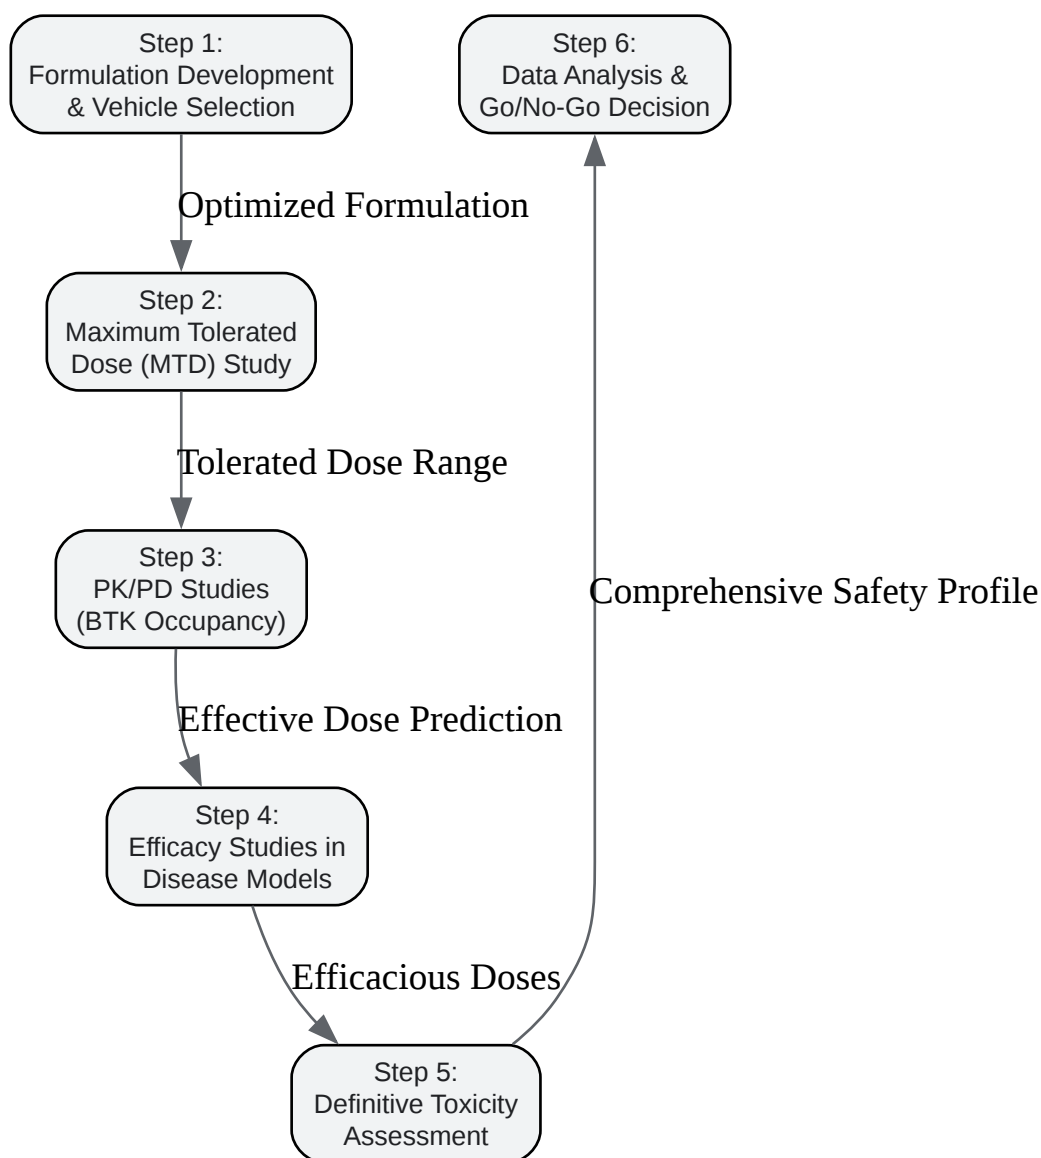 Step 1:
Formulation Development
& Vehicle Selection
Optimized Formulation
Step 2:
Maximum Tolerated
Dose (MTD) Study
Tolerated Dose Range
Step 3:
PK/PD Studies
(BTK Occupancy)
Effective Dose Prediction
Step 4:
Efficacy Studies in
Disease Models
Efficacious Doses
Step 5:
Definitive Toxicity
Assessment
Comprehensive Safety Profile
Step 6:
Data Analysis &
Go/No-Go Decision